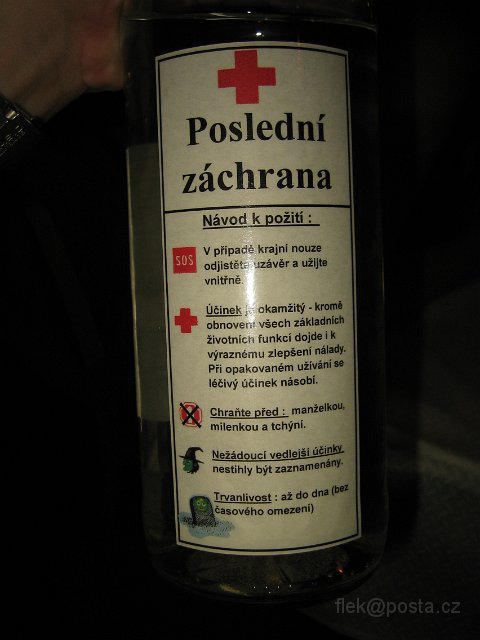 Poslední
záchrana
Návod k požití :
SOS
V případě krajní nouze
odjistěte uzávěr a užijte
vnitřně.
Účinek je okamžitý - kromě
obnovení všech základních
životních funkcí dojde i k
výraznému zlepšení nálady.
Při opakovaném užívání se
léčivý účinek násobí.
Chraňte před : manželkou,
milenkou a tchýní.
Nežádoucí vedlejší účinky
nestihly být zaznamenány.
Trvanlivost : až do dna (bez
časového omezení)
flek@posta.cz